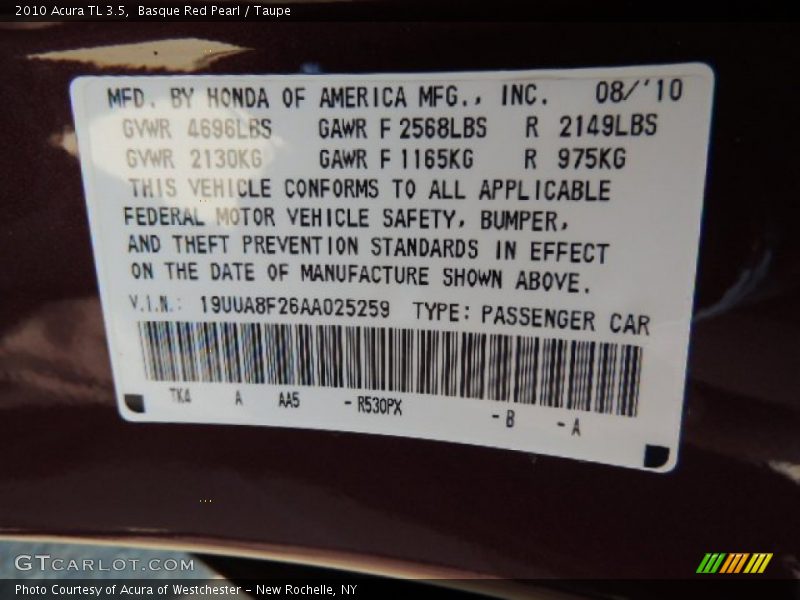 2010 Acura TL 3.5,  Basque Red Pearl / Taupe
MFD. BY HONDA OF AMERICA MFG., INC. 08/'10
GVWR 4696LBS GAWR F 2568LBS R 2149LBS
GVWR 2130KG GAWR F 1165KG R 975KG
THIS VEHICLE CONFORMS TO ALL APPLICABLE
FEDERAL MOTOR VEHICLE SAFETY, BUMPER,
AND THEFT PREVENTION STANDARDS IN EFFECT
ON THE DATE OF MANUFACTURE SHOWN ABOVE.
V.I.N.: 19UUA8F26AA025259 TYPE: PASSENGER CAR
TK4 A AA5 - R530PX - B - A
GTCARLOT.COM
Photo Courtesy of Acura of Westchester - New Rochelle, NY